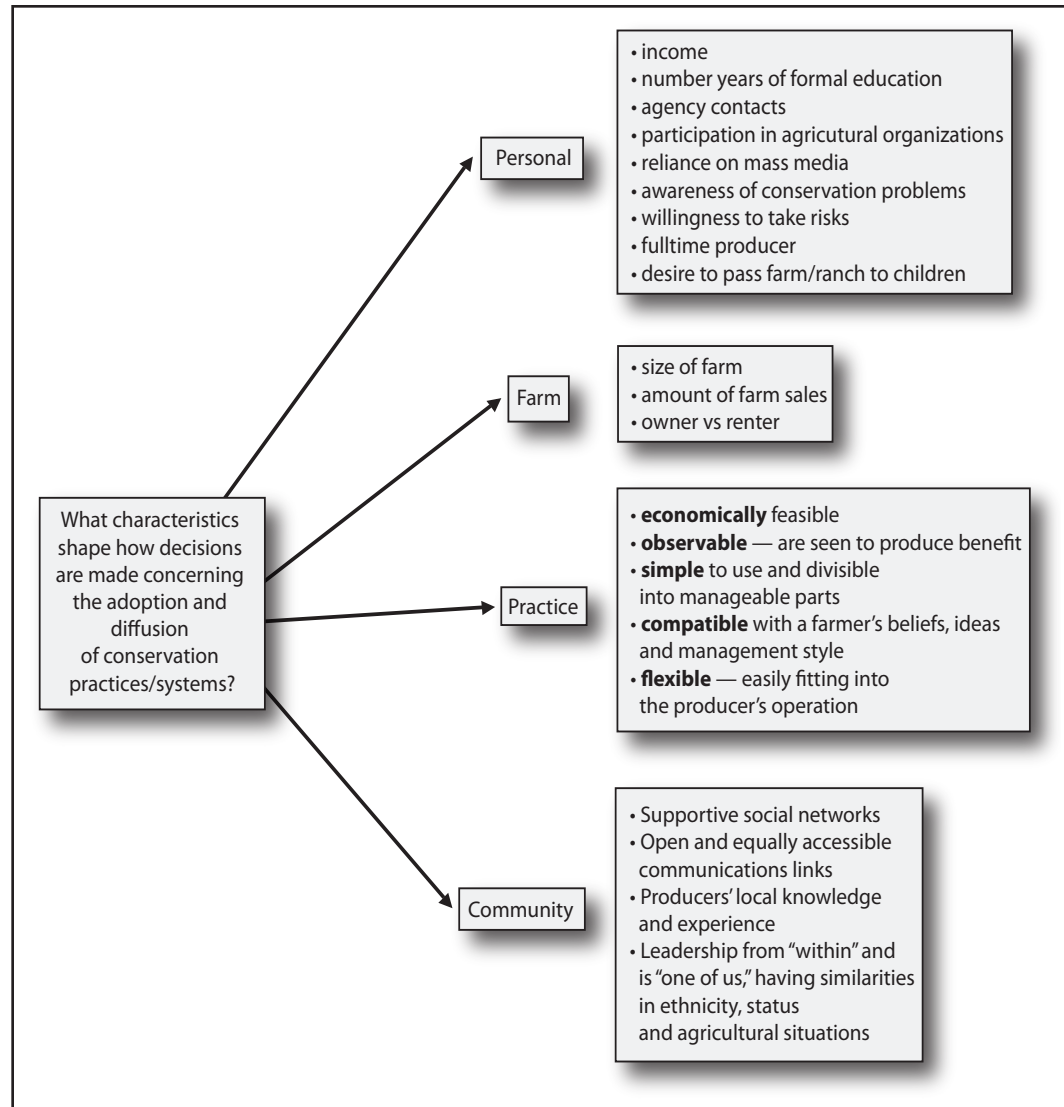 • income
• number years of formal education
• agency contacts
• participation in agricutural organizations
• reliance on mass media
• awareness of conservation problems
• willingness to take risks
• fulltime producer
• desire to pass farm/ranch to children
Personal
• size of farm
• amount of farm sales
• owner vs renter
Farm
What characteristics
shape how decisions
are made concerning
the adoption and
diffusion
of conservation
practices/systems?
• economically feasible
• observable — are seen to produce benefit
• simple to use and divisible
into manageable parts
• compatible with a farmer's beliefs, ideas
and management style
• flexible — easily fitting into
the producer's operation
Practice
• Supportive social networks
• Open and equally accessible
communications links
• Producers' local knowledge
and experience
• Leadership from "within" and
is "one of us," having similarities
in ethnicity, status
and agricultural situations
Community